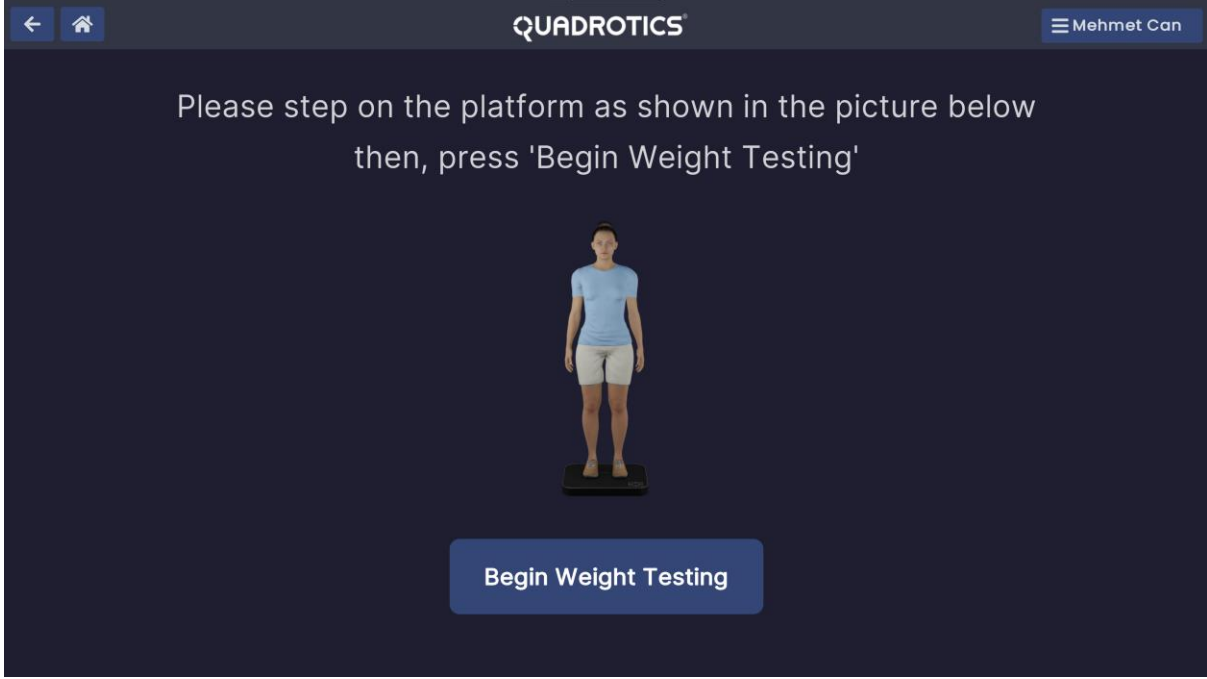 QUADROTICS
Mehmet Can
Please step on the platform as shown in the picture below
then, press 'Begin Weight Testing'
Begin Weight Testing